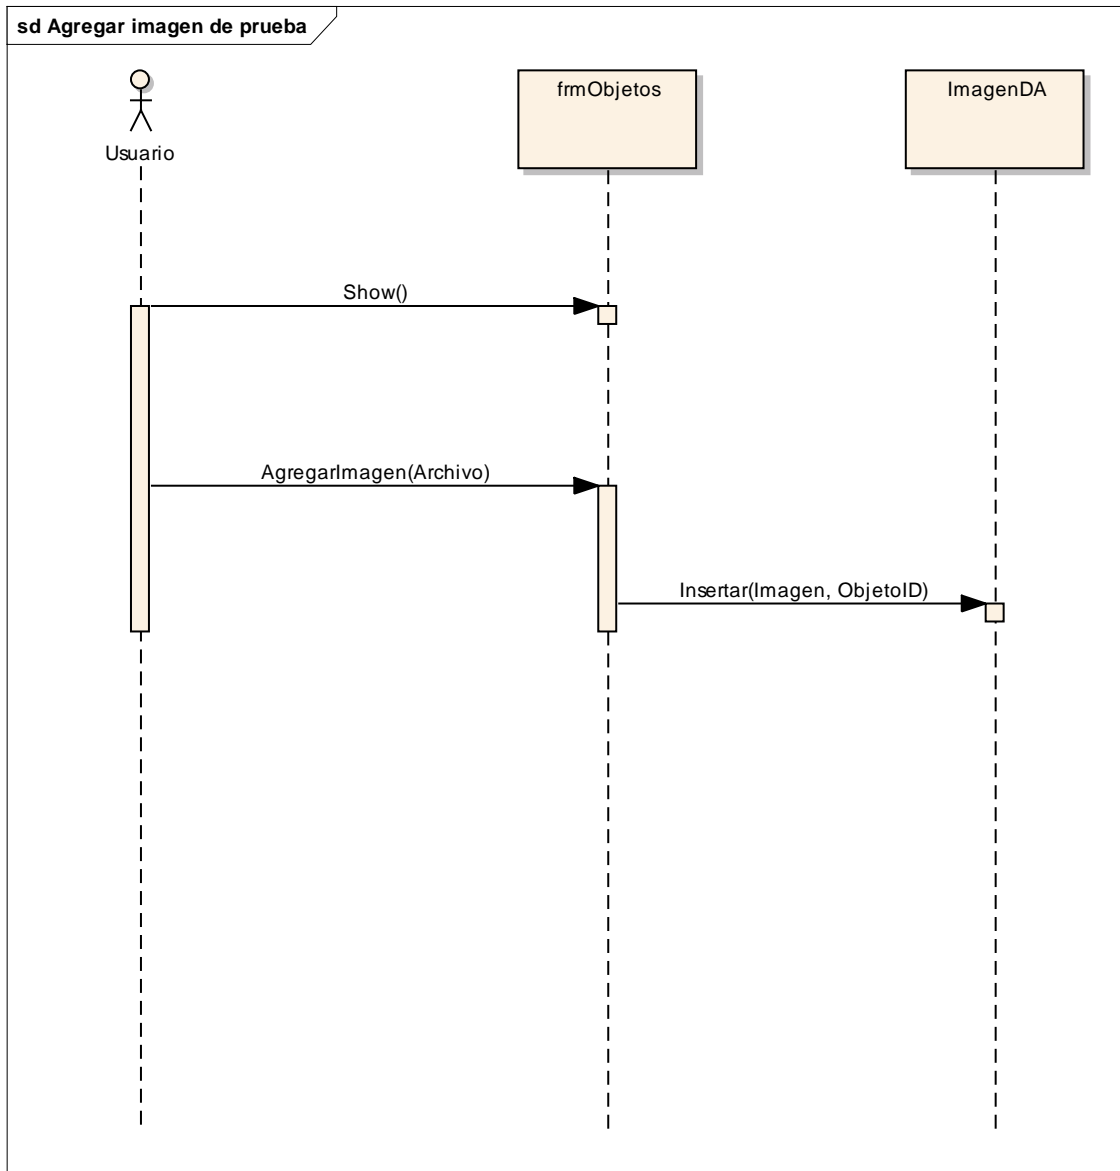 sd Agregar imagen de prueba
Usuario
frmObjetos
ImagenDA
Show()
AgregarImagen(Archivo)
Insertar(Imagen, ObjetoID)